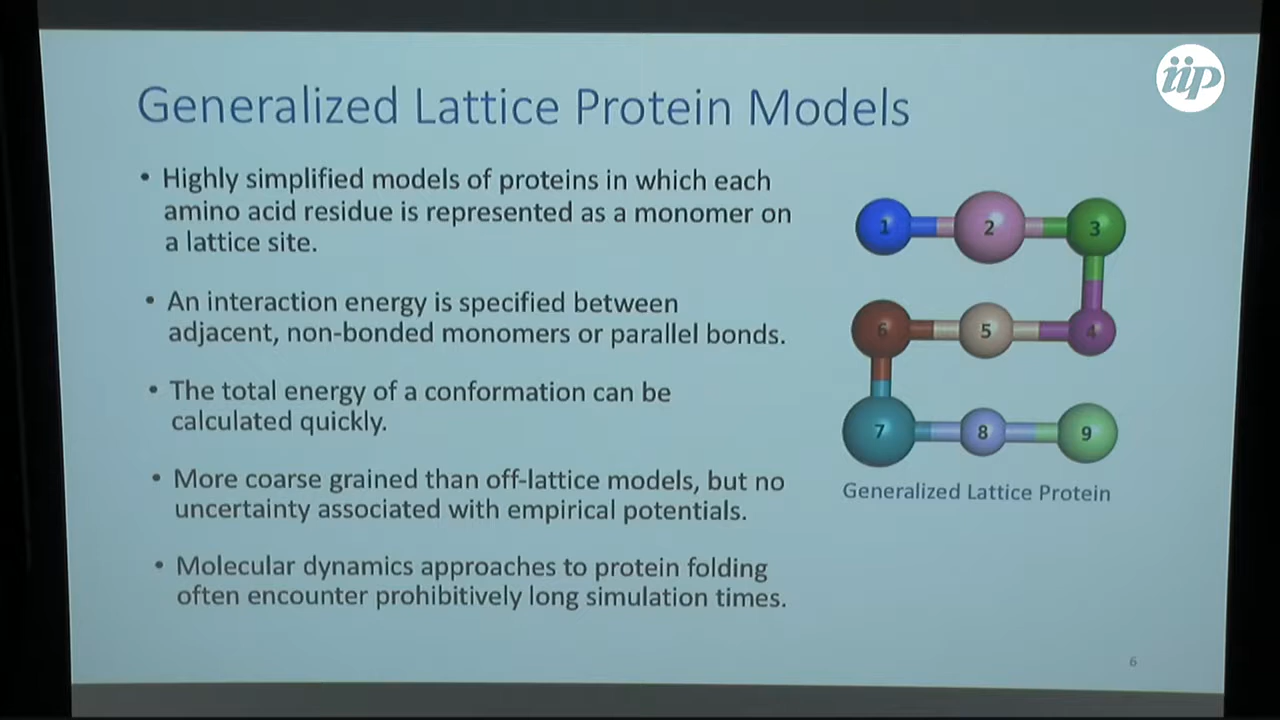 iip
Generalized Lattice Protein Models
• Highly simplified models of proteins in which each
amino acid residue is represented as a monomer on
a lattice site.
• An interaction energy is specified between
adjacent, non-bonded monomers or parallel bonds.
• The total energy of a conformation can be
calculated quickly.
• More coarse grained than off-lattice models, but no
uncertainty associated with empirical potentials.
• Molecular dynamics approaches to protein folding
often encounter prohibitively long simulation times.
1 2 3
6 5 4
7 8 9
Generalized Lattice Protein
6